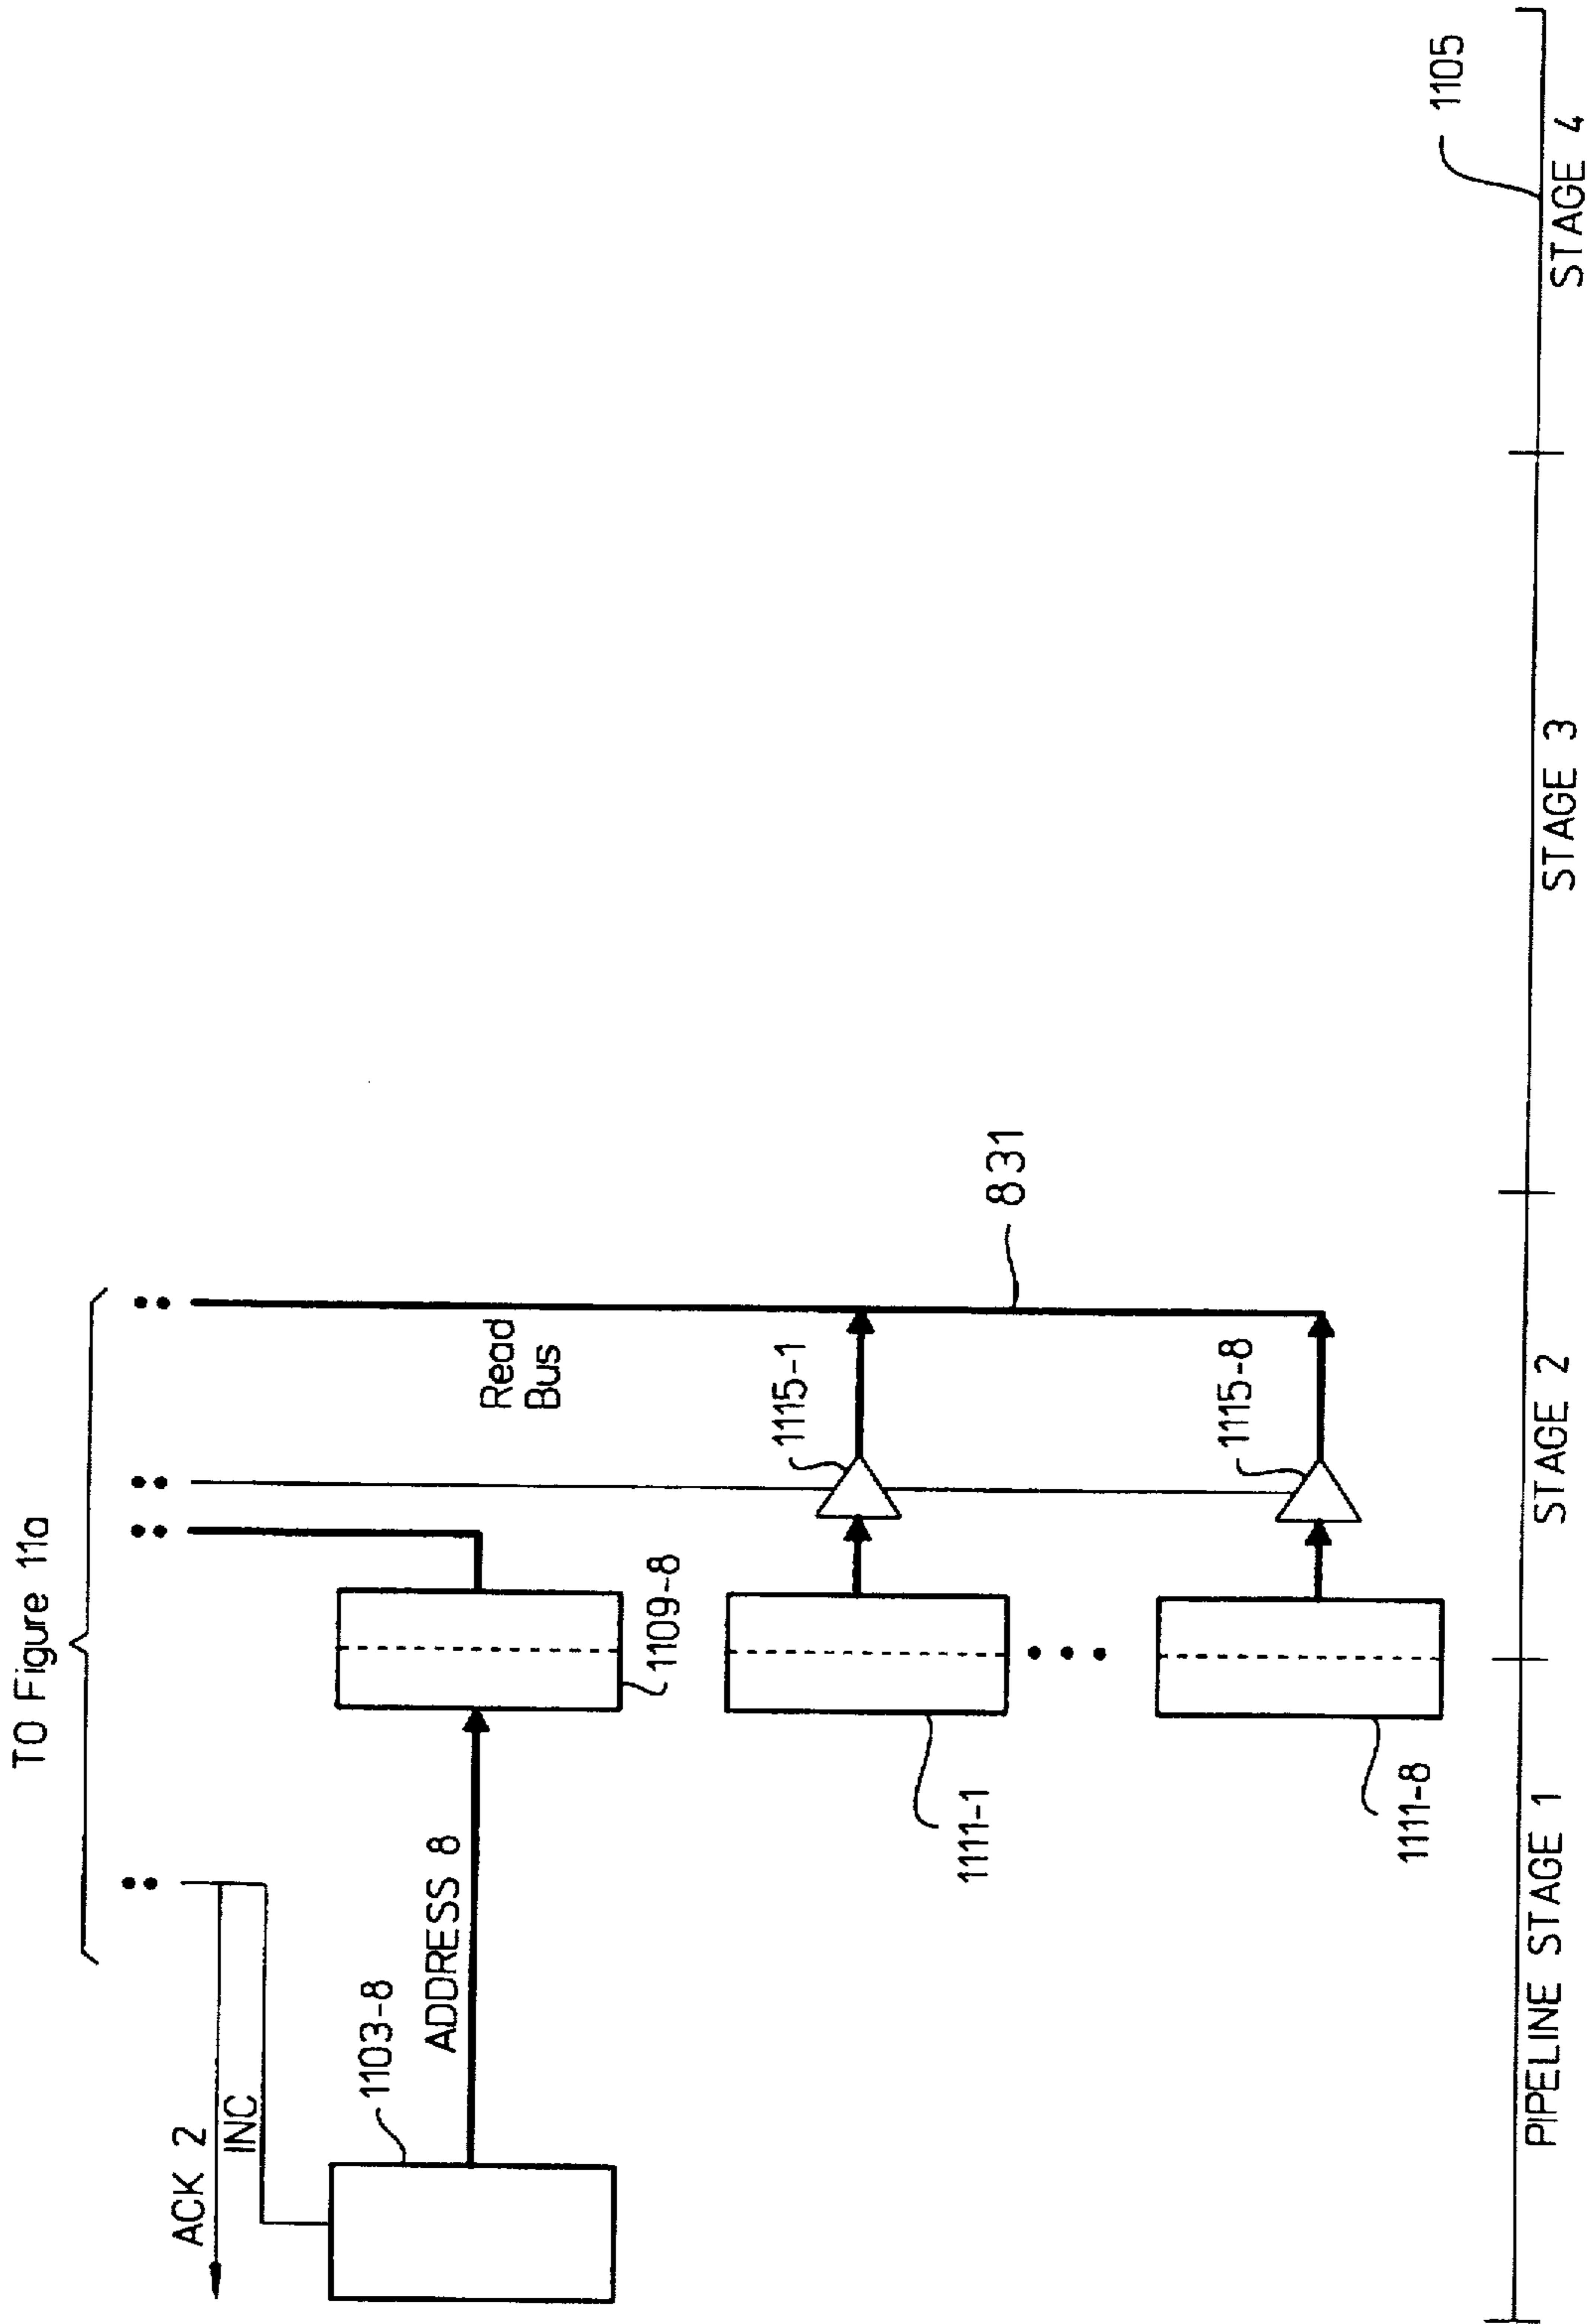 TO Figure 11a
ACK 2
INC
1103-8
ADDRESS 8
1109-8
Read
Bus
1111-1
1115-1
831
1111-8
1115-8
1105
PIPELINE STAGE 1
STAGE 2
STAGE 3
STAGE 4